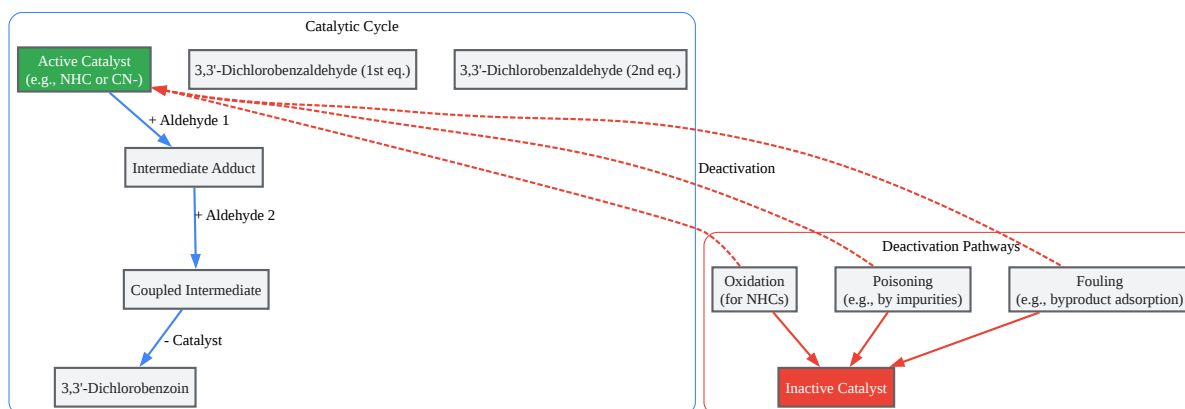 Catalytic Cycle
Active Catalyst
(e.g., NHC or CN-)
3,3'-Dichlorobenzaldehyde (1st eq.)
3,3'-Dichlorobenzaldehyde (2nd eq.)
+ Aldehyde 1
Intermediate Adduct
Deactivation
+ Aldehyde 2
Deactivation Pathways
Coupled Intermediate
Oxidation
(for NHCs)
Poisoning
(e.g., by impurities)
Fouling
(e.g., byproduct adsorption)
- Catalyst
3,3'-Dichlorobenzoin
Inactive Catalyst